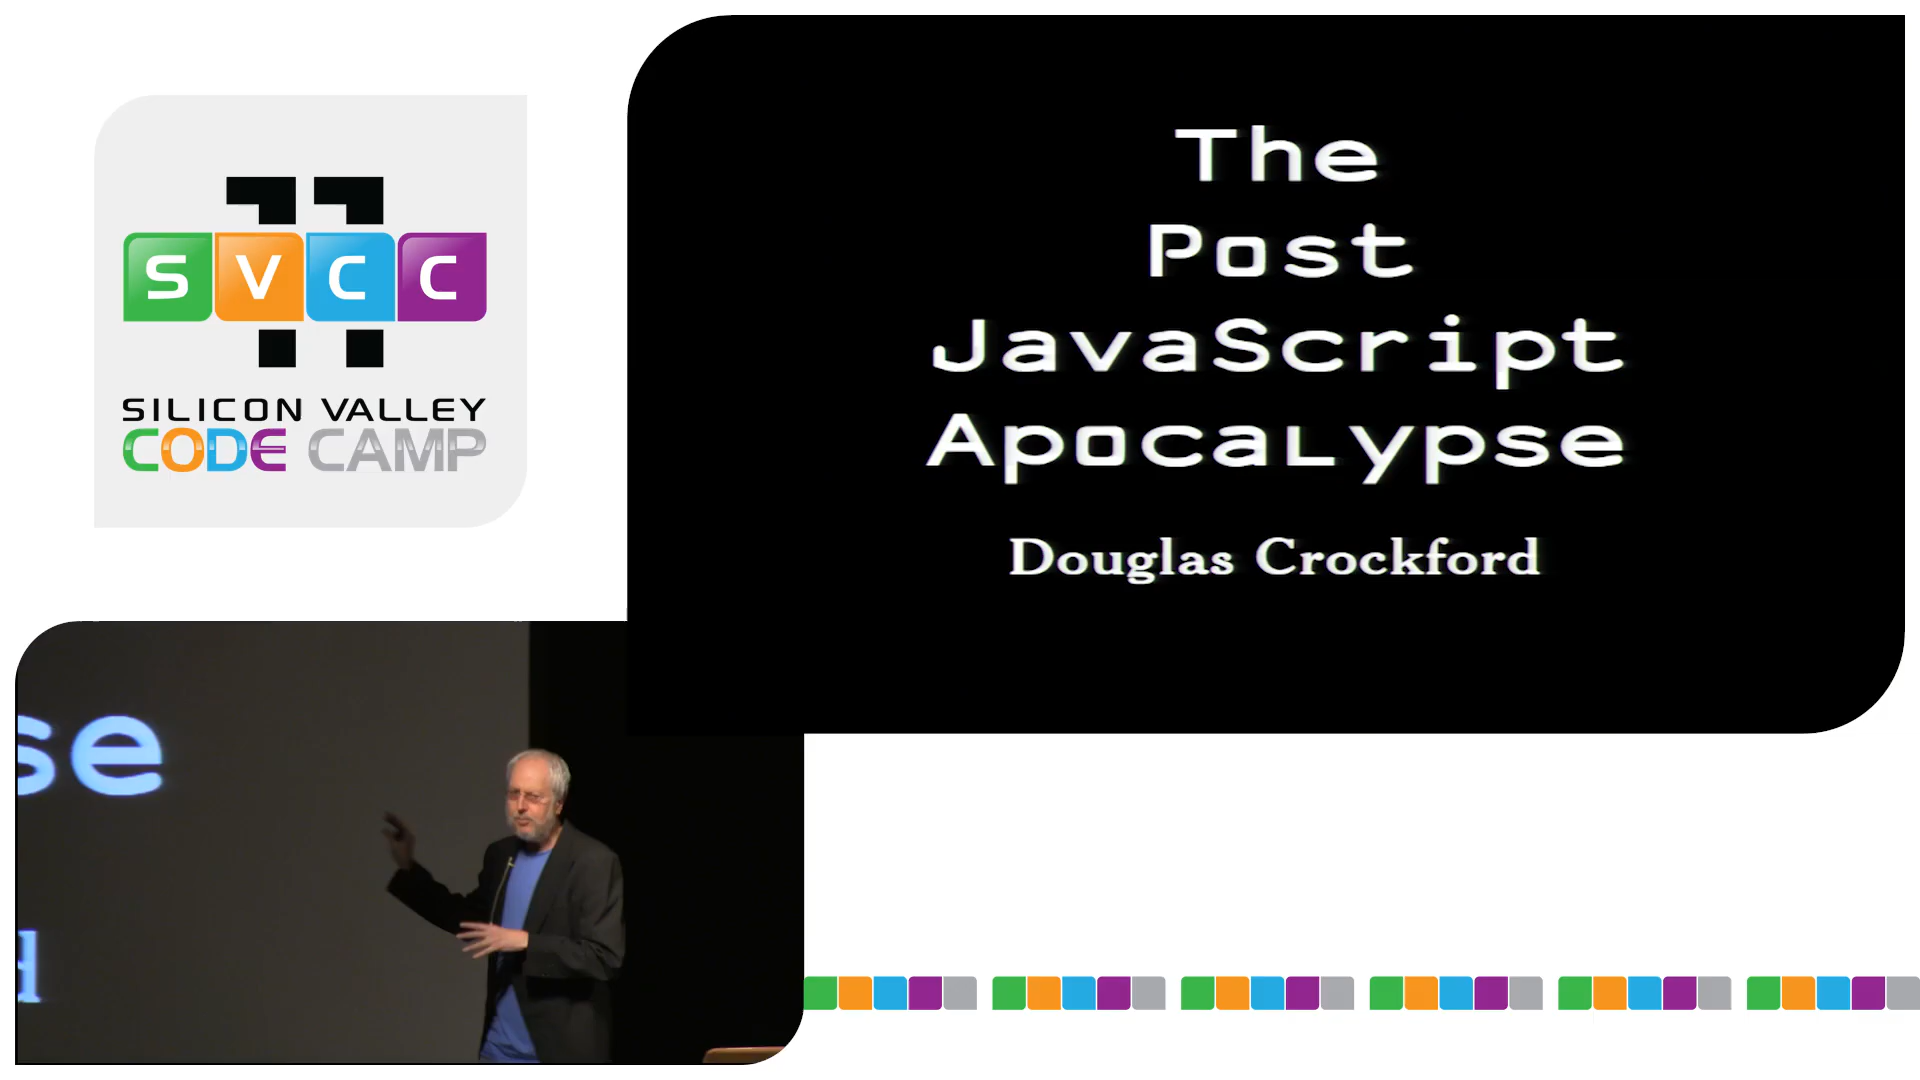 SVCC
SILICON VALLEY
CODE CAMP
The
Post
JavaScript
Apocalypse
Douglas Crockford
se
d